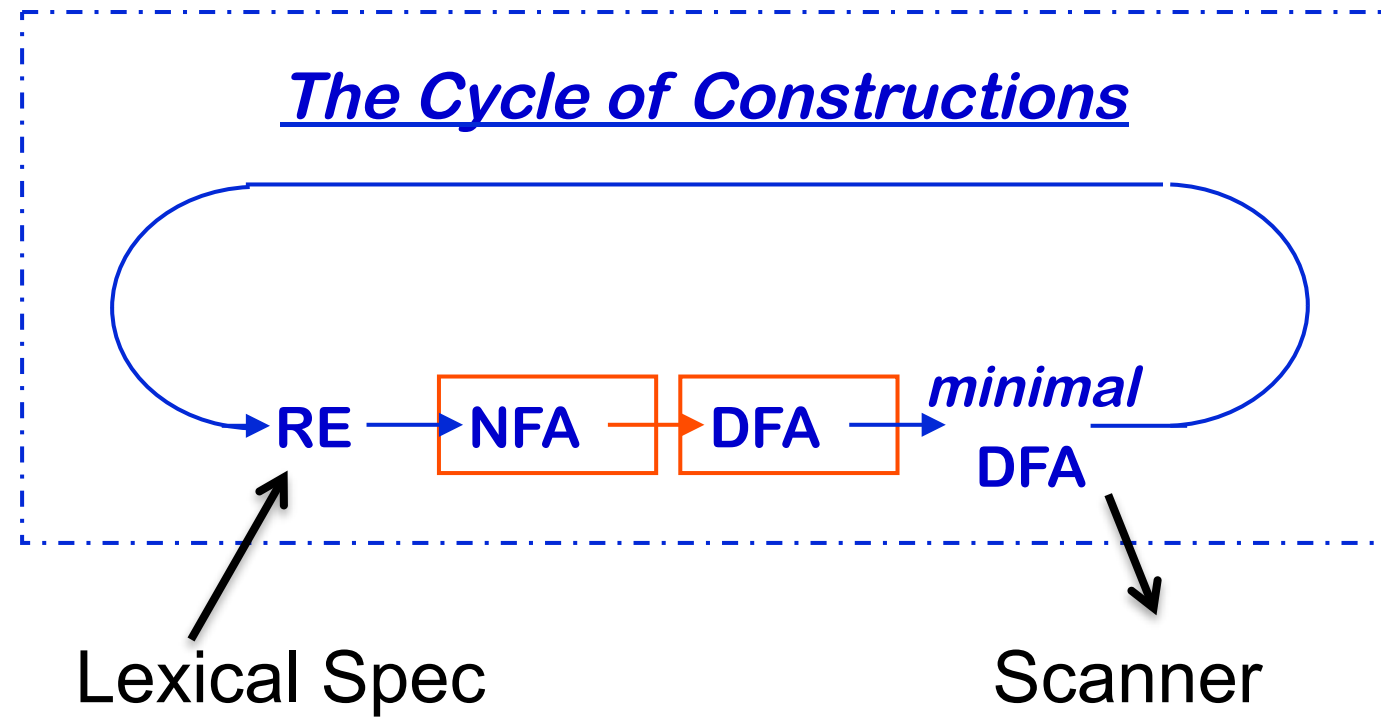 The Cycle of Constructions
minimal
RE NFA DFA
DFA
Lexical Spec Scanner